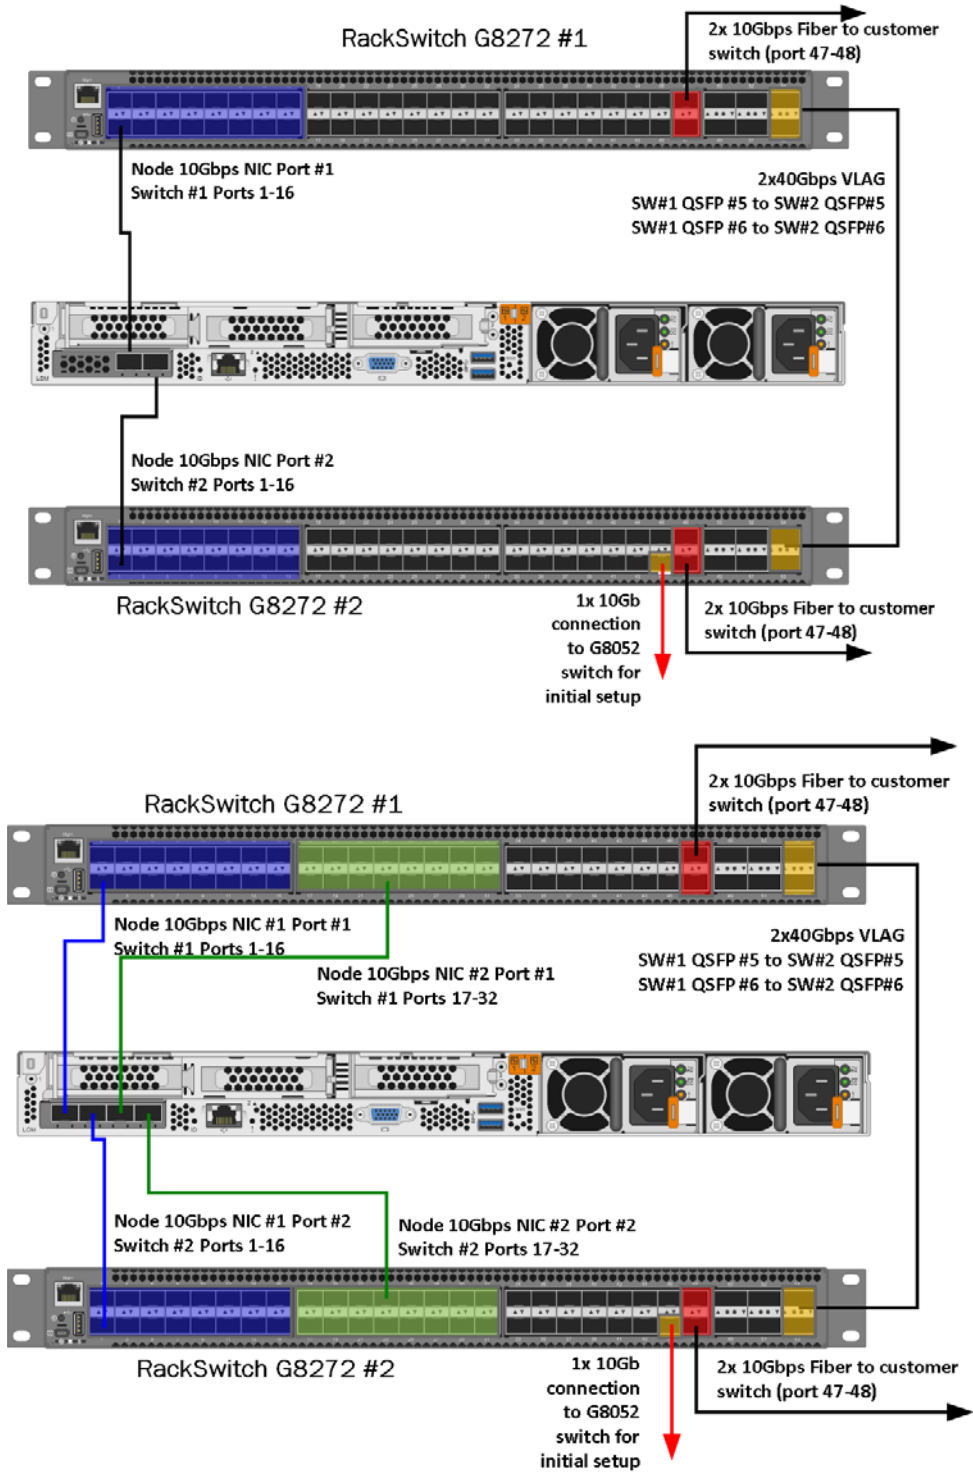 RackSwitch G8272 #1
2x 10Gbps Fiber to customer
switch (port 47-48)
Node 10Gbps NIC Port #1
Switch #1 Ports 1-16
2x40Gbps VLAG
SW#1 QSFP #5 to SW#2 QSFP#5
SW#1 QSFP #6 to SW#2 QSFP#6
Node 10Gbps NIC Port #2
Switch #2 Ports 1-16
RackSwitch G8272 #2
1x 10Gb
connection
to G8052
switch for
initial setup
2x 10Gbps Fiber to customer
switch (port 47-48)
2x 10Gbps Fiber to customer
switch (port 47-48)
RackSwitch G8272 #1
Node 10Gbps NIC #1 Port #1
Switch #1 Ports 1-16
Node 10Gbps NIC #2 Port #1
Switch #1 Ports 17-32
2x40Gbps VLAG
SW#1 QSFP #5 to SW#2 QSFP#5
SW#1 QSFP #6 to SW#2 QSFP#6
Node 10Gbps NIC #1 Port #2
Switch #2 Ports 1-16
Node 10Gbps NIC #2 Port #2
Switch #2 Ports 17-32
RackSwitch G8272 #2
1x 10Gb
connection
to G8052
switch for
initial setup
2x 10Gbps Fiber to customer
switch (port 47-48)